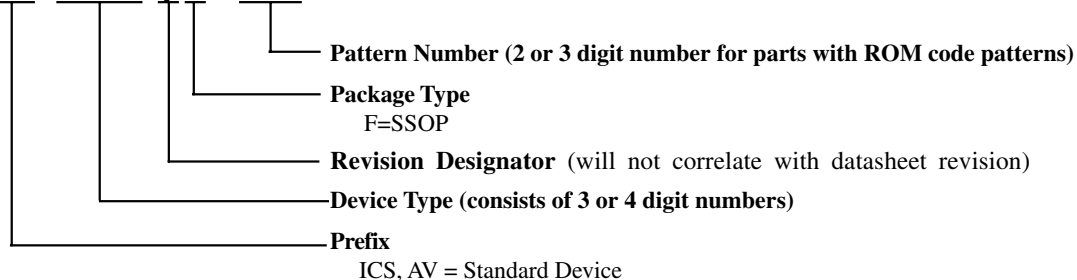 Pattern Number (2 or 3 digit number for parts with ROM code patterns)
Package Type
F=SSOP
Revision Designator (will not correlate with datasheet revision)
Device Type (consists of 3 or 4 digit numbers)
Prefix
ICS, AV = Standard Device